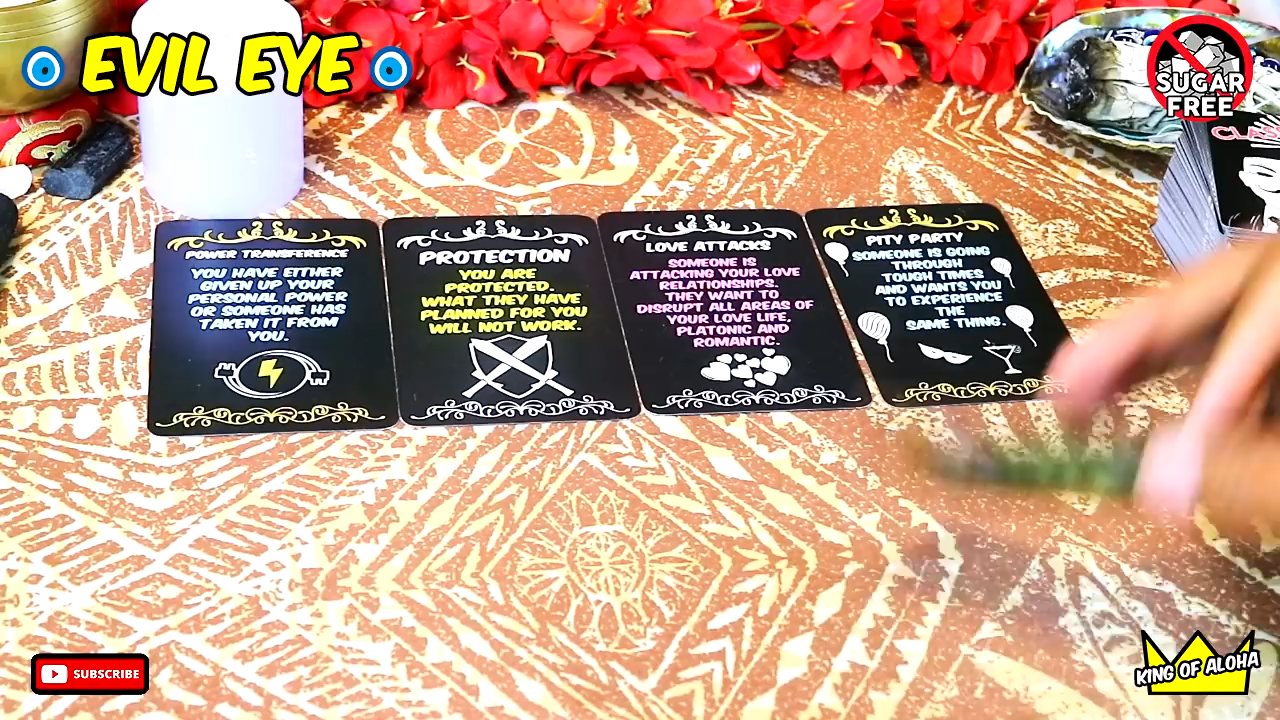 EVIL EYE
SUGAR
FREE
CLAS
POWER TRANSFERENCE
YOU HAVE EITHER
GIVEN UP YOUR
PERSONAL POWER
OR SOMEONE HAS
TAKEN IT FROM
YOU.
PROTECTION
YOU ARE
PROTECTED.
WHAT THEY HAVE
PLANNED FOR YOU
WILL NOT WORK.
LOVE ATTACKS
SOMEONE IS
ATTACKING YOUR LOVE
RELATIONSHIPS.
THEY WANT TO
DISRUPT ALL AREAS OF
YOUR LOVE LIFE,
PLATONIC AND
ROMANTIC.
PITY PARTY
SOMEONE IS GOING
THROUGH
TOUGH TIMES
AND WANTS YOU
TO EXPERIENCE
THE
SAME THING.
SUBSCRIBE
KING OF ALOHA